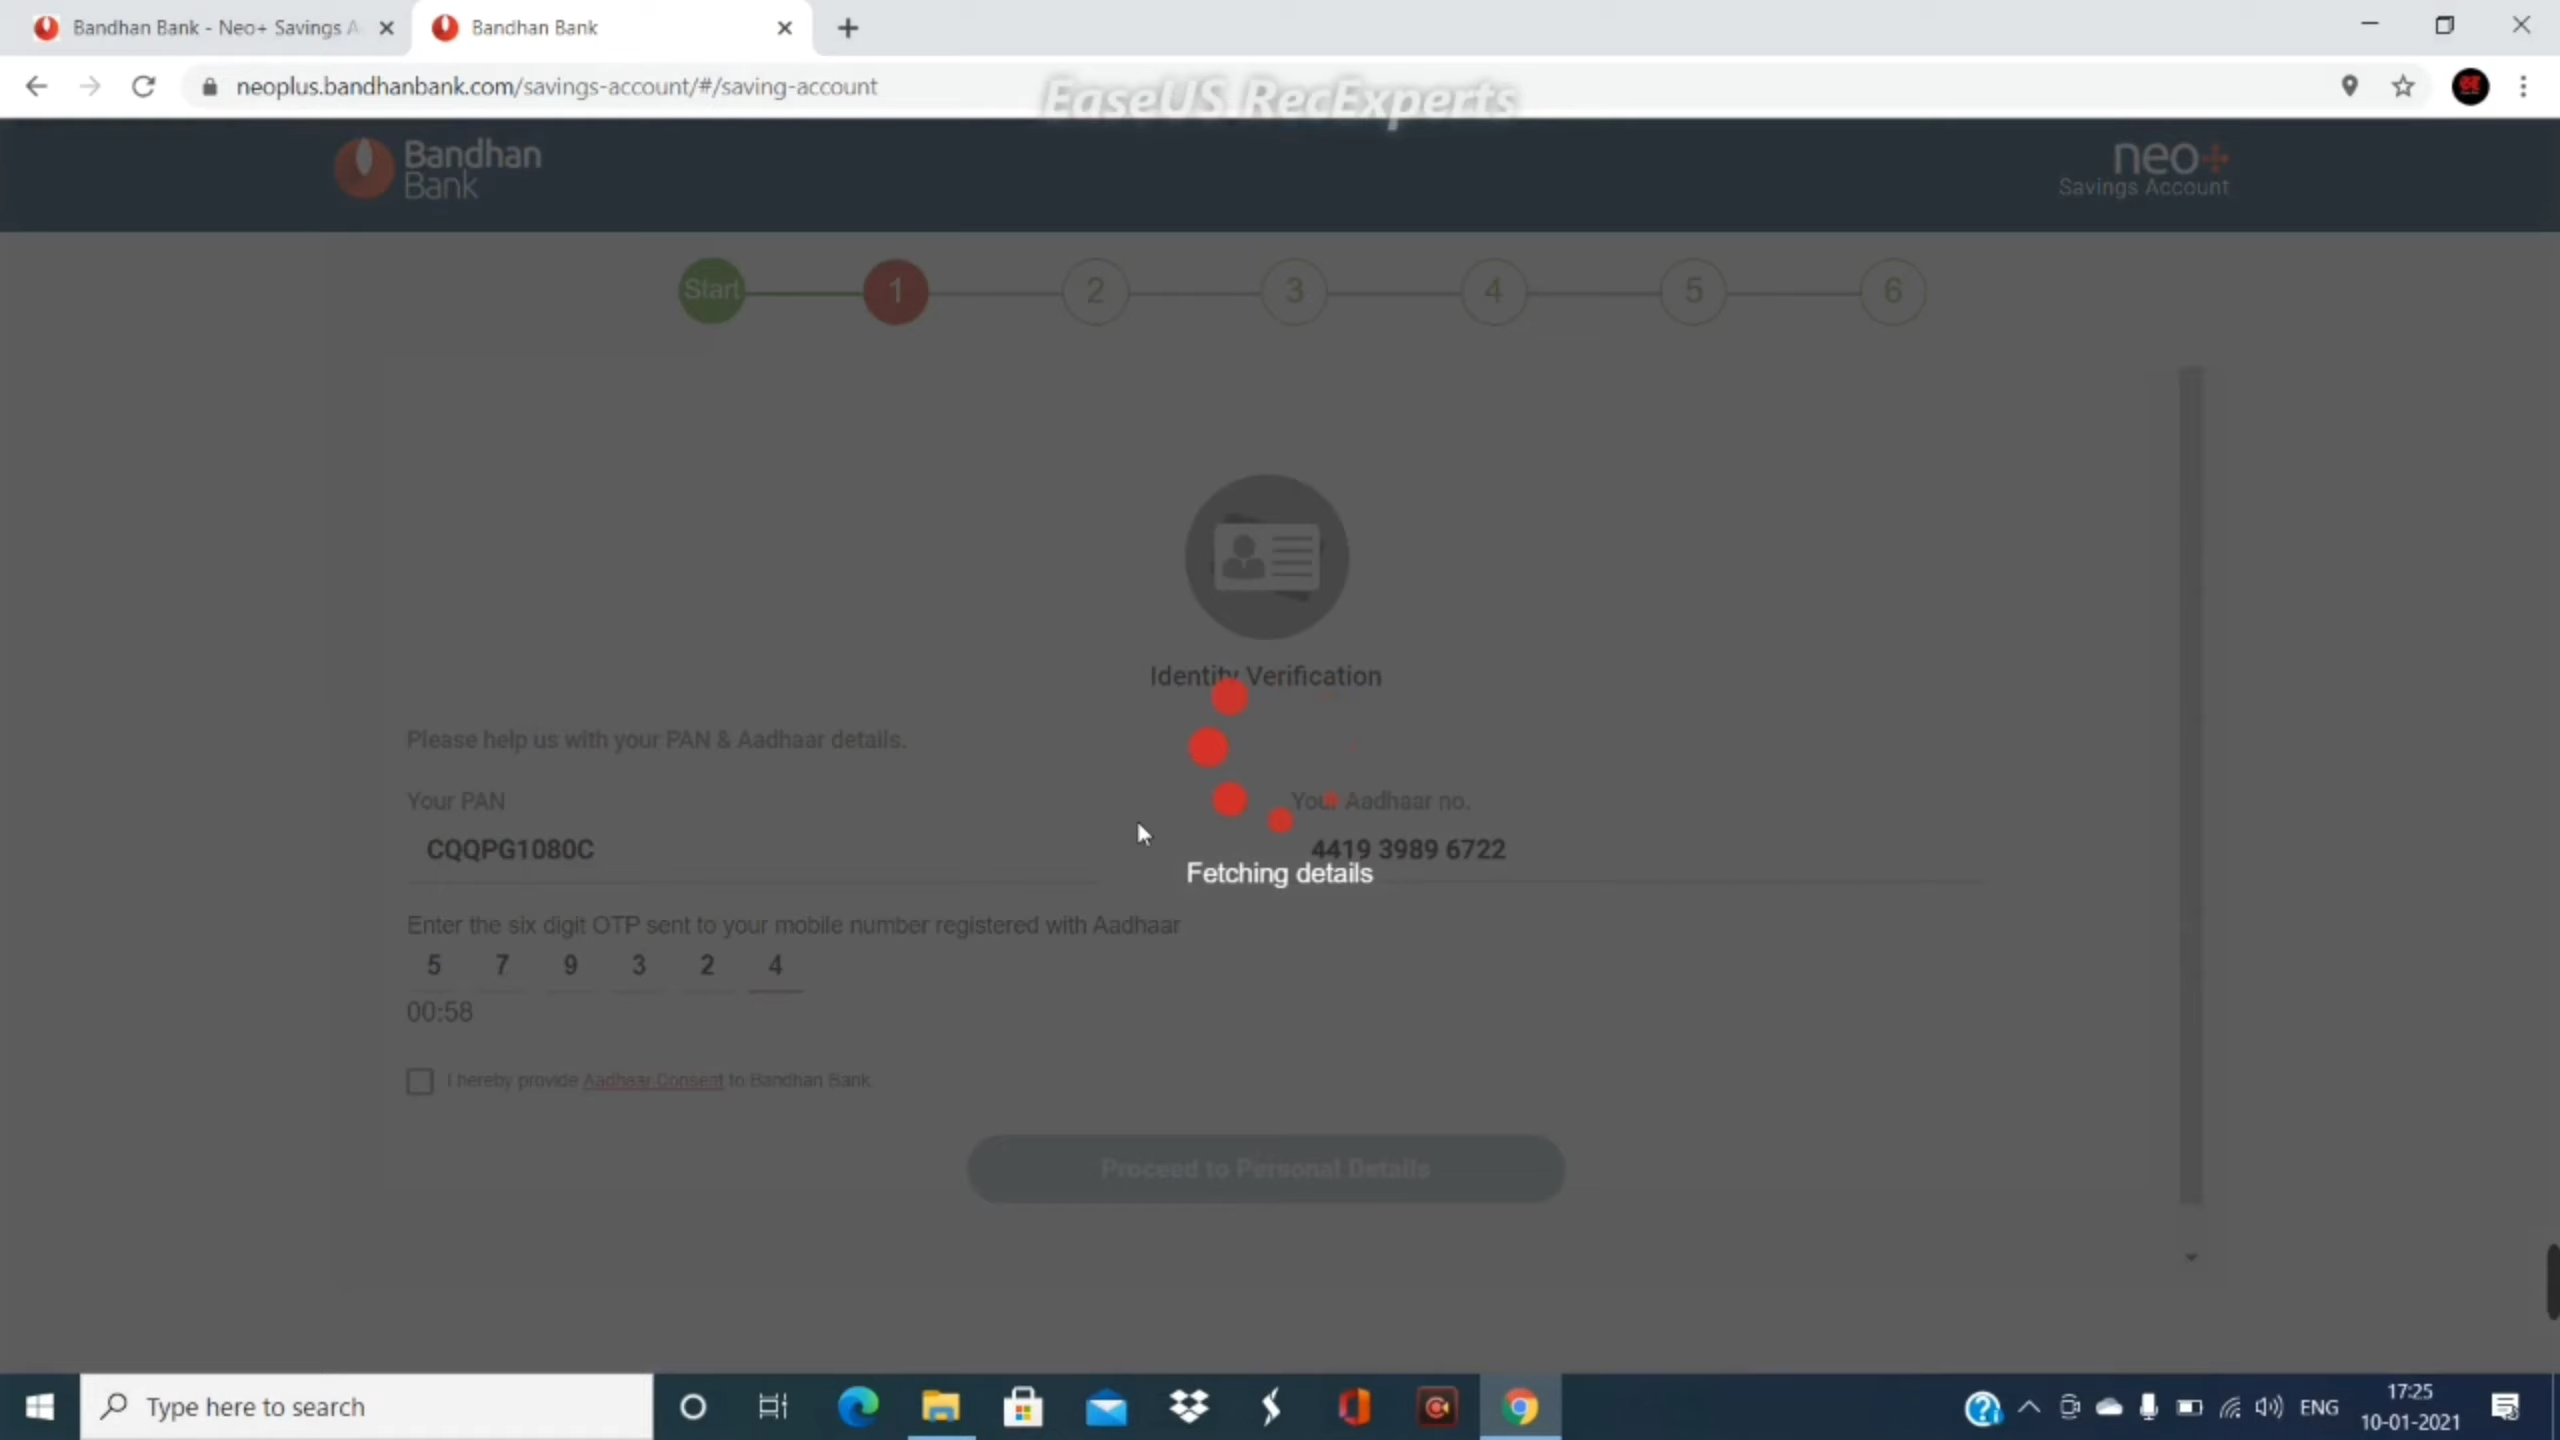 Bandhan Bank - Neo+ Savings A
Bandhan Bank
neoplus.bandhanbank.com/savings-account/#/saving-account
EaseUS RecExperts
Bandhan
Bank
neo+
Savings Account
Start 1 2 3 4 5 6
Identity Verification
Please help us with your PAN & Aadhaar details.
Your PAN
Your Aadhaar no.
CQQPG1080C
4419 3989 6722
Fetching details
Enter the six digit OTP sent to your mobile number registered with Aadhaar
5 7 9 3 2 4
00:58
I hereby provide Aadhaar Consent to Bandhan Bank.
Proceed to Personal Details
Type here to search
ENG
17:25
10-01-2021